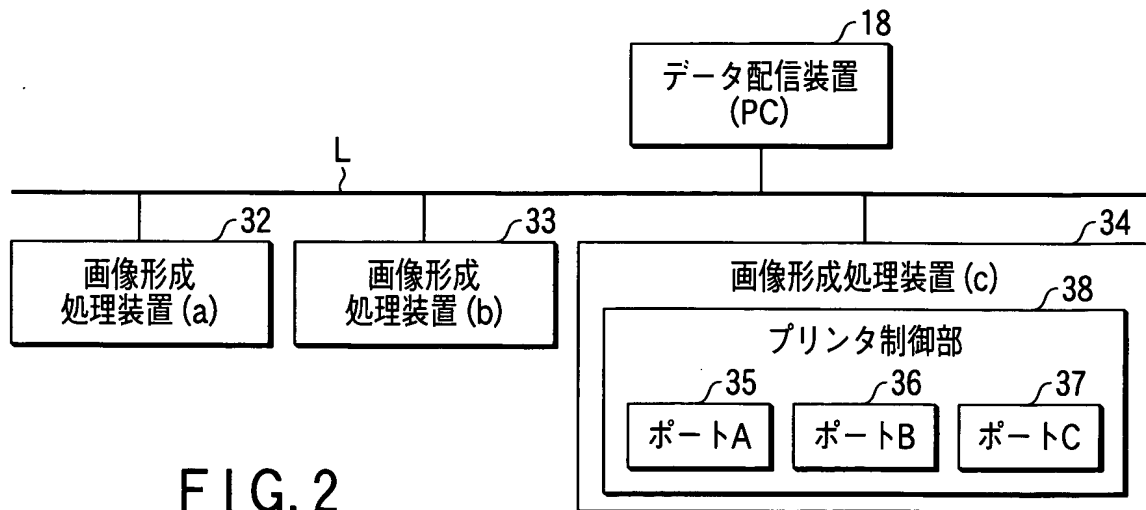 18
データ配信装置
(PC)
L
32
画像形成
処理装置(a)
33
画像形成
処理装置(b)
34
画像形成処理装置(c)
38
プリンタ制御部
35
ポートA
36
ポートB
37
ポートC
FIG. 2